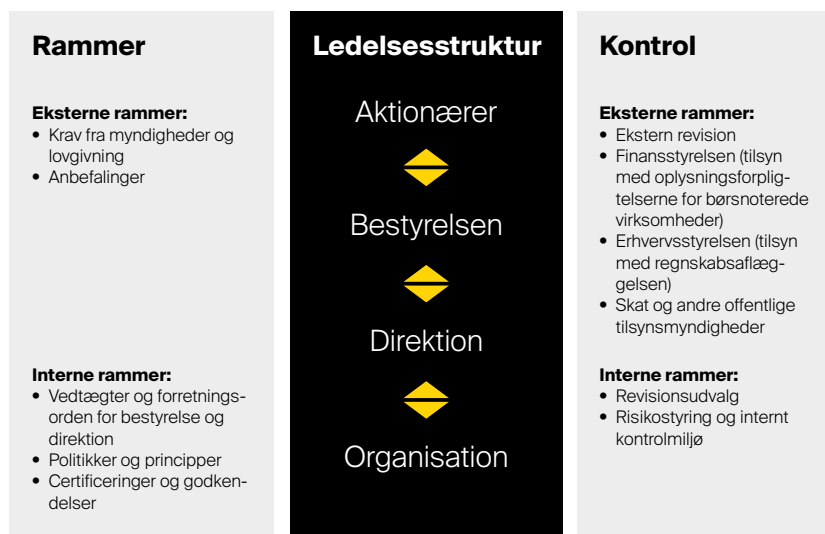 Rammer
Eksterne rammer:
• Krav fra myndigheder og
lovgivning
• Anbefalinger
Interne rammer:
• Vedtægter og forretnings-
orden for bestyrelse og
direktion
• Politikker og principper
• Certificeringer og godken-
delser
Ledelsesstruktur
Aktionærer
Bestyrelsen
Direktion
Organisation
Kontrol
Eksterne rammer:
• Ekstern revision
• Finansstyrelsen (tilsyn
med oplysningsforplig-
telserne for børsnoterede
virksomheder)
• Erhvervsstyrelsen (tilsyn
med regnskabsaflæg-
gelsen)
• Skat og andre offentlige
tilsynsmyndigheder
Interne rammer:
• Revisionsudvalg
• Risikostyring og internt
kontrolmiljø